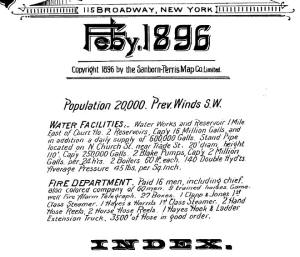 115 BROADWAY, NEW YORK
Feby. 1896
Copyright 1896 by the Sanborn-Perris Map Co. Limited.
Population 20,000. Prev. Winds S.W.
WATER FACILITIES. Water Works and Reservoir 1 Mile
East of Court Ho. 2 Reservoirs, Cap'y 16 Million Galls. and
in addition a daily supply of 600000 Galls. Stand Pipe
located on N. Church St. near Trade St. 20' diam. height
110' Cap'y 250,000 Galls. 2 Blake Pumps, Cap'y 2 Million
Galls. per 24 hrs. 2 Boilers 60 H. each. 140 Double Hyd'ts
Average Pressure 45 lbs. per Sq. Inch.
FIRE DEPARTMENT. Paid 16 men, including chief,
also colored company of 60 men. 9 trained horses. Game-
well Fire Alarm Telegraph. 27 Boxes. 1 Clapp & Jones 1st
Class Steamer. 1 Hayes & Harris 1st Class Steamer. 2 Hand
Hose Reels, 2 Horse Hose Reels. 1 Hayes Hook & Ladder
Extension Truck. 3500' of Hose in good order.
INDEX.